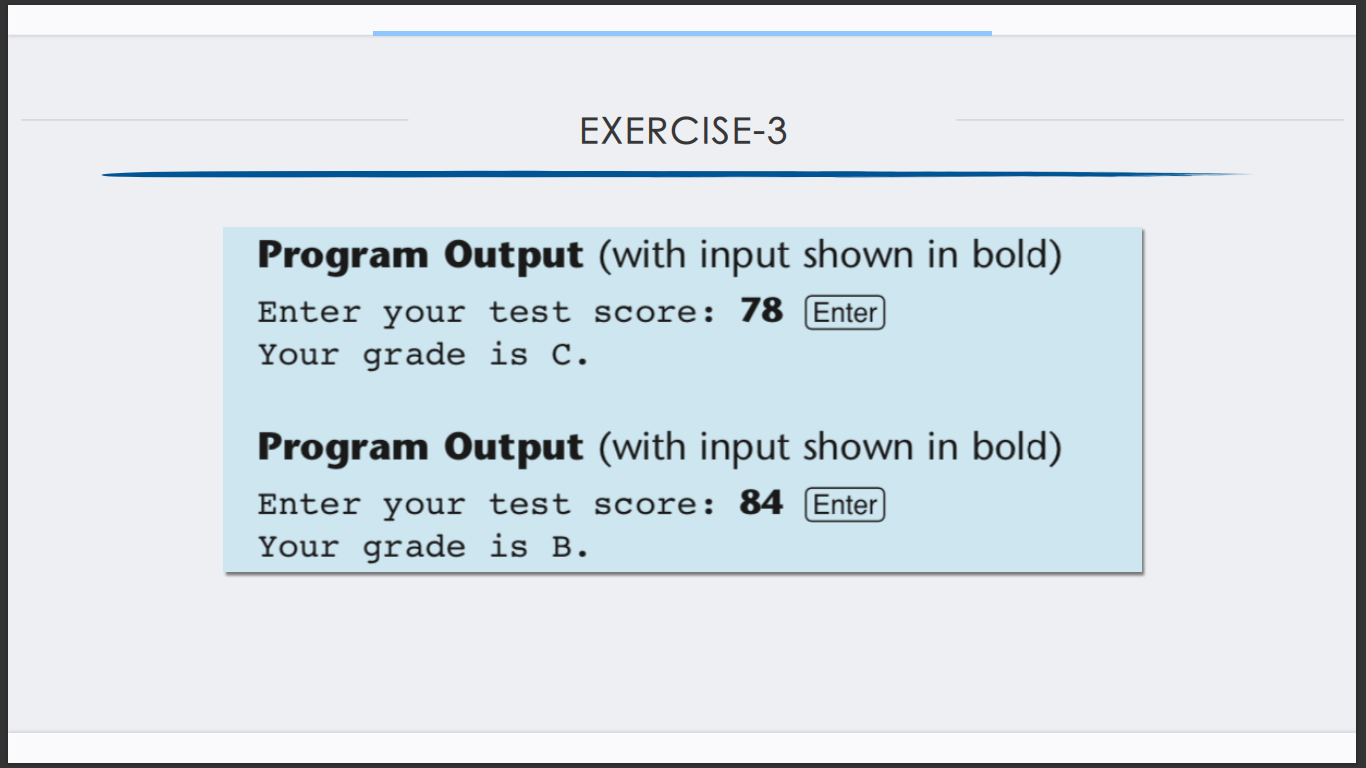 EXERCISE-3
Program Output (with input shown in bold)
Enter your test score: 78 Enter
Your grade is C.
Program Output (with input shown in bold)
Enter your test score: 84 Enter
Your grade is B.